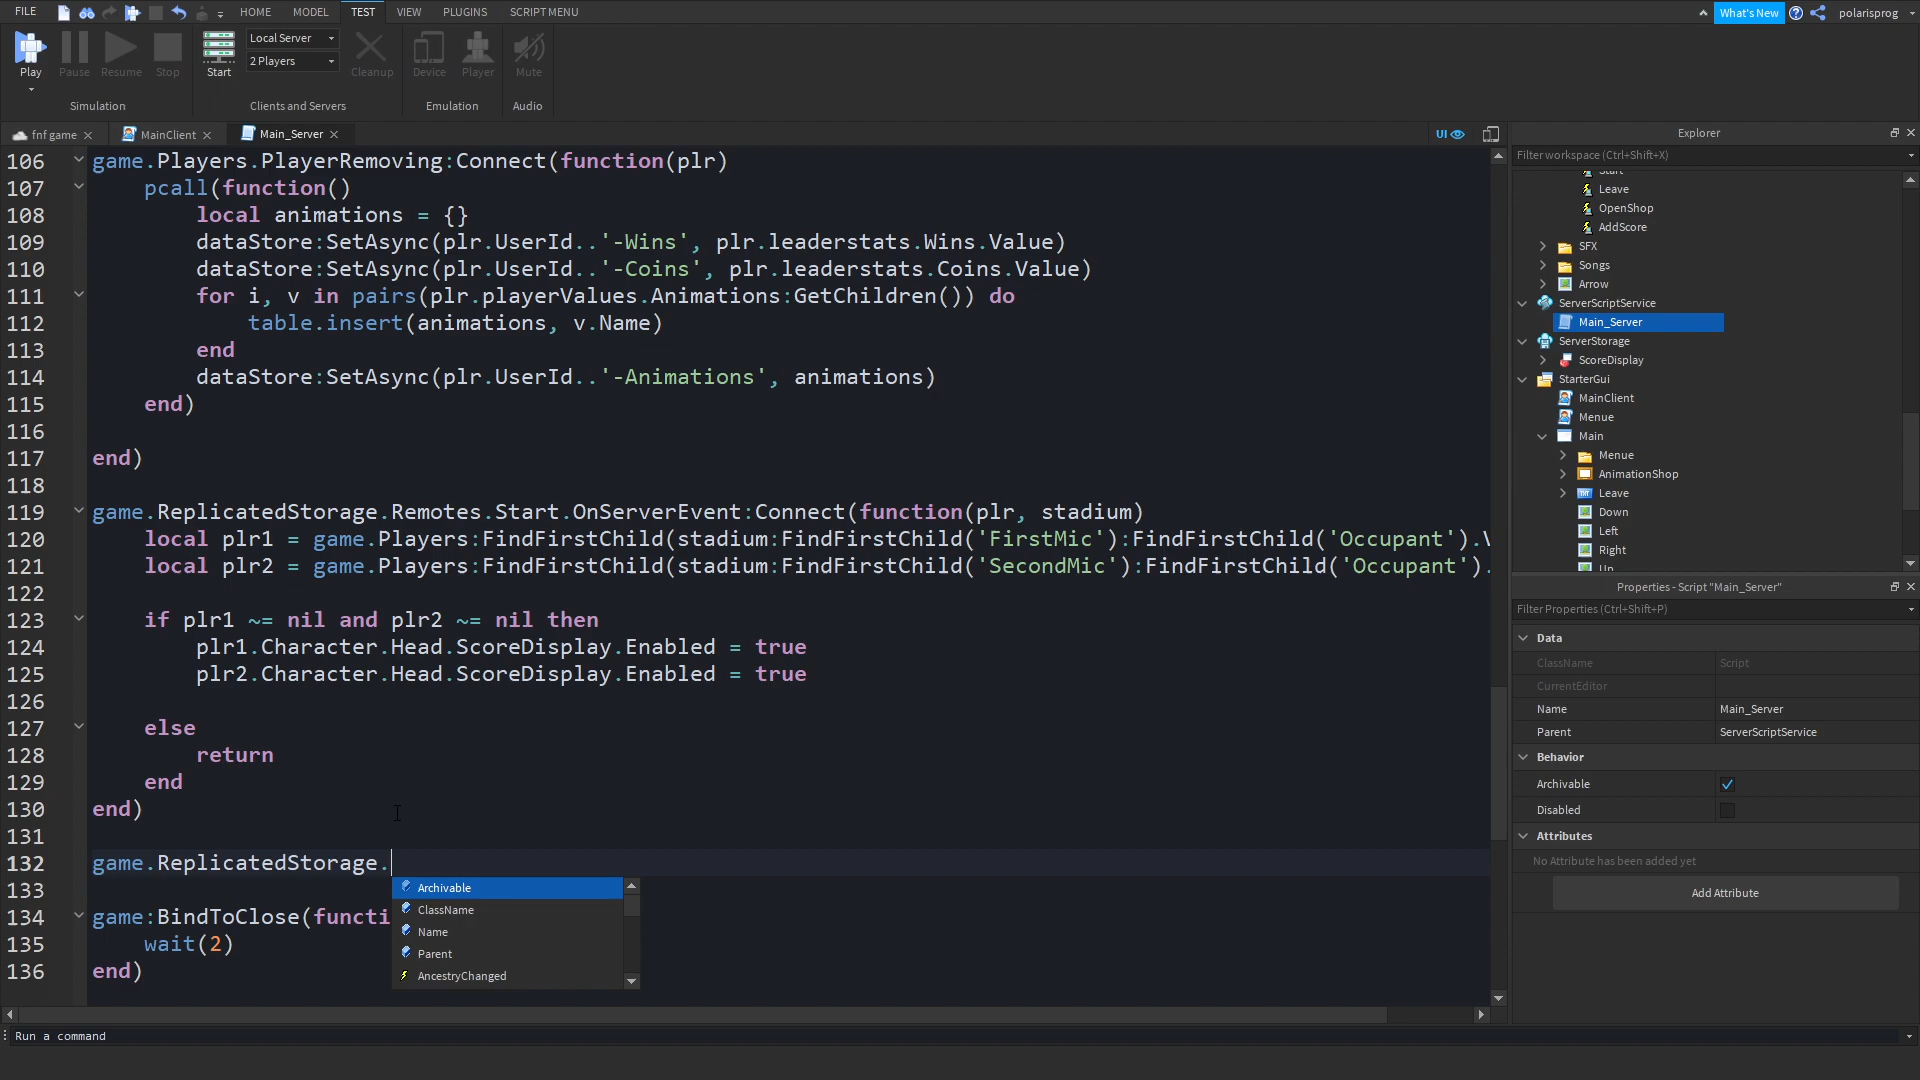 FILE
HOME
MODEL
TEST
VIEW
PLUGINS
SCRIPT MENU
What's New
polarisprog
Play
Pause
Resume
Stop
Start
Local Server
2 Players
Cleanup
Device
Player
Mute
Simulation
Clients and Servers
Emulation
Audio
fnf game
MainClient
Main_Server
UI
106 game.Players.PlayerRemoving:Connect(function(plr)
107 pcall(function()
108 local animations = {}
109 dataStore:SetAsync(plr.UserId..'-Wins', plr.leaderstats.Wins.Value)
110 dataStore:SetAsync(plr.UserId..'-Coins', plr.leaderstats.Coins.Value)
111 for i, v in pairs(plr.playerValues.Animations:GetChildren()) do
112 table.insert(animations, v.Name)
113 end
114 dataStore:SetAsync(plr.UserId..'-Animations', animations)
115 end)
116
117 end)
118
119 game.ReplicatedStorage.Remotes.Start.OnServerEvent:Connect(function(plr, stadium)
120 local plr1 = game.Players:FindFirstChild(stadium:FindFirstChild('FirstMic'):FindFirstChild('Occupant').
121 local plr2 = game.Players:FindFirstChild(stadium:FindFirstChild('SecondMic'):FindFirstChild('Occupant').
122
123 if plr1 ~= nil and plr2 ~= nil then
124 plr1.Character.Head.ScoreDisplay.Enabled = true
125 plr2.Character.Head.ScoreDisplay.Enabled = true
126
127 else
128 return
129 end
130 end)
131
132 game.ReplicatedStorage.
133
134 game:BindToClose(functi
135 wait(2)
136 end)
Archivable
ClassName
Name
Parent
AncestryChanged
Run a command
Explorer
Filter workspace (Ctrl+Shift+X)
Start
Leave
OpenShop
AddScore
SFX
Songs
Arrow
ServerScriptService
Main_Server
ServerStorage
ScoreDisplay
StarterGui
MainClient
Menue
Main
Menue
AnimationShop
Leave
Down
Left
Right
Up
Properties - Script "Main_Server"
Filter Properties (Ctrl+Shift+P)
Data
ClassName Script
CurrentEditor
Name Main_Server
Parent ServerScriptService
Behavior
Archivable
Disabled
Attributes
No Attribute has been added yet
Add Attribute